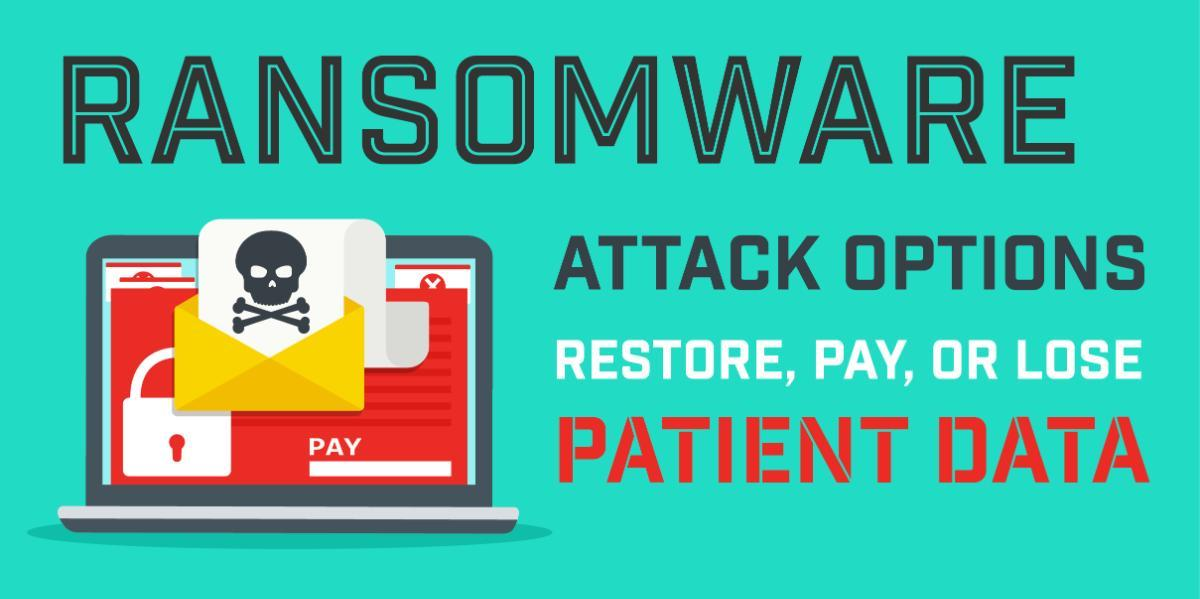 RANSOMWARE
ATTACK OPTIONS
RESTORE, PAY, OR LOSE
PATIENT DATA
PAY